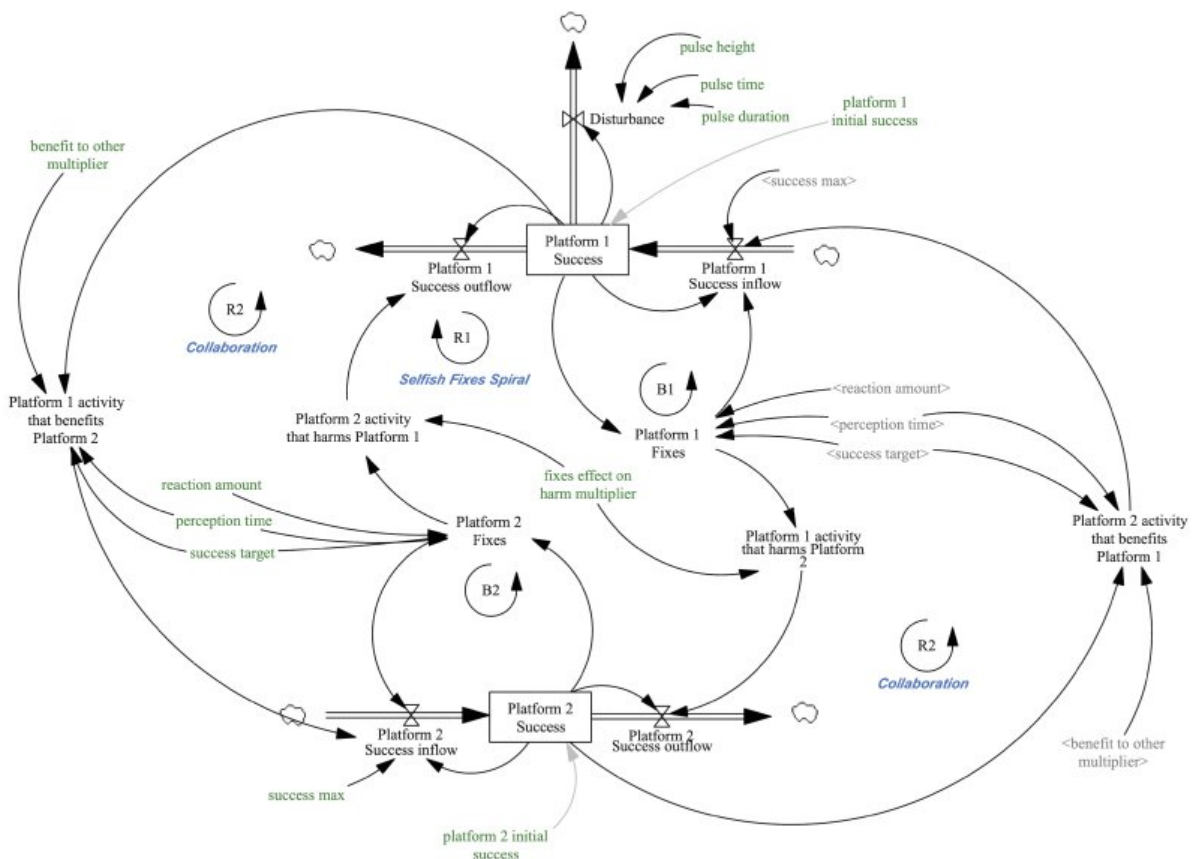 pulse height
pulse time
Disturbance
pulse duration
platform 1
initial success
benefit to other
multiplier
<success max>
Platform 1
Success
Platform 1
Success outflow
Platform 1
Success inflow
R2
Collaboration
R1
Selfish Fixes Spiral
B1
<reaction amount>
<perception time>
<success target>
Platform 1 activity
that benefits
Platform 2
Platform 2 activity
that harms Platform 1
Platform 1
Fixes
fixes effect on
harm multiplier
reaction amount
perception time
success target
Platform 2
Fixes
Platform 1 activity
that harms Platform
2
Platform 2 activity
that benefits
Platform 1
B2
R2
Collaboration
Platform 2
Success
Platform 2
Success inflow
Platform 2
Success outflow
<benefit to other
multiplier>
success max
platform 2 initial
success